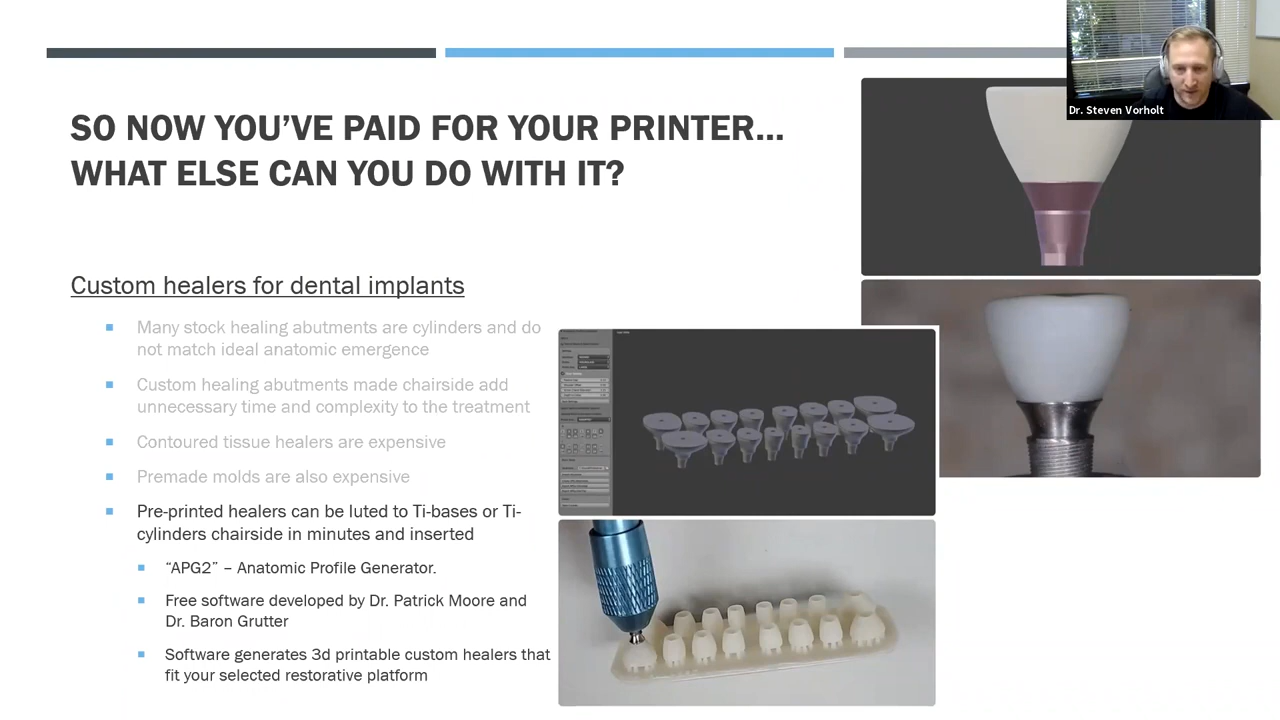 Dr. Steven Vorholt
SO NOW YOU’VE PAID FOR YOUR PRINTER...
WHAT ELSE CAN YOU DO WITH IT?
Custom healers for dental implants
Many stock healing abutments are cylinders and do
not match ideal anatomic emergence
Custom healing abutments made chairside add
unnecessary time and complexity to the treatment
Contoured tissue healers are expensive
Premade molds are also expensive
Pre-printed healers can be luted to Ti-bases or Ti-
cylinders chairside in minutes and inserted
“APG2” – Anatomic Profile Generator.
Free software developed by Dr. Patrick Moore and
Dr. Baron Grutter
Software generates 3d printable custom healers that
fit your selected restorative platform